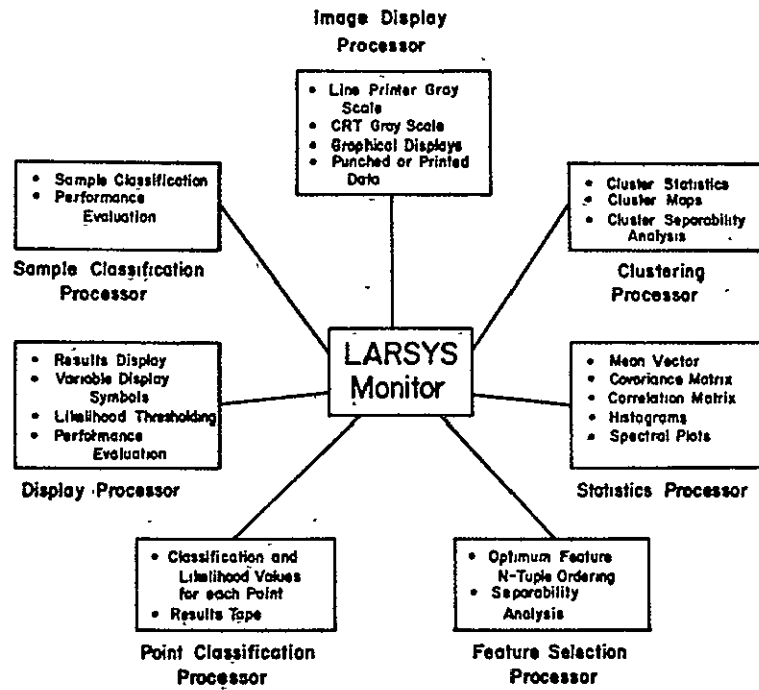 Image Display
Processor
• Line Printer Gray
Scale
• CRT Gray Scale
• Graphical Displays
• Punched or Printed
Data
• Sample Classification
• Performance
Evaluation
Sample Classification
Processor
• Cluster Statistics
• Cluster Maps
• Cluster Separability
Analysis
Clustering
Processor
LARSYS
Monitor
• Results Display
• Variable Display
Symbols
• Likelihood Thresholding
• Performance
Evaluation
Display Processor
• Mean Vector
• Covariance Matrix
• Correlation Matrix
• Histograms
• Spectral Plots
Statistics Processor
• Classification and
Likelihood Values
for each Point
• Results Tape
Point Classification
Processor
• Optimum Feature
N-Tuple Ordering
• Separability
Analysis
Feature Selection
Processor